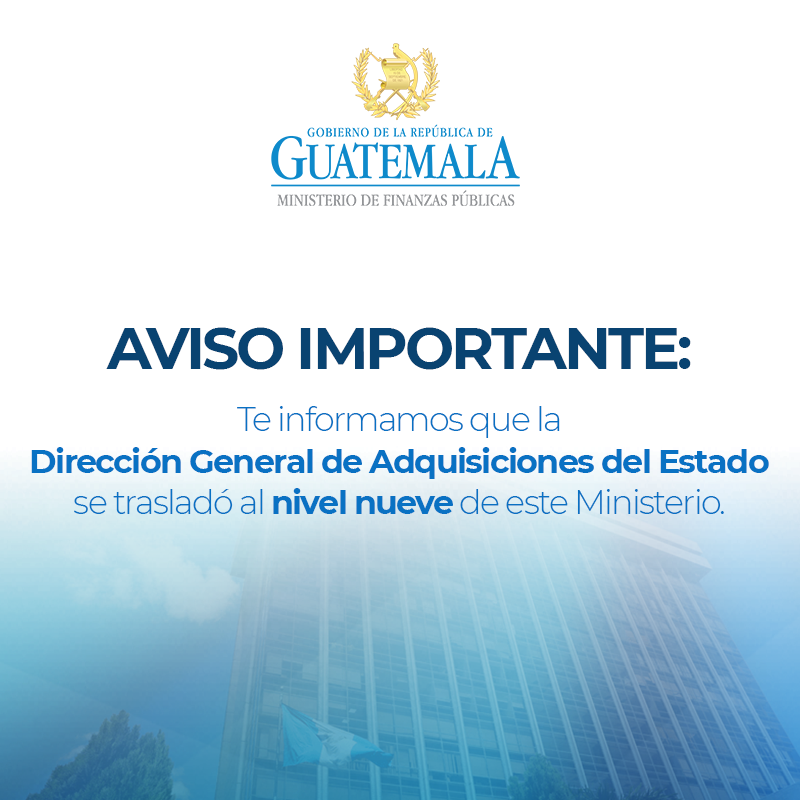 GOBIERNO DE LA REPÚBLICA DE
GUATEMALA
MINISTERIO DE FINANZAS PÚBLICAS
AVISO IMPORTANTE:
Te informamos que la
Dirección General de Adquisiciones del Estado
se trasladó al nivel nueve de este Ministerio.